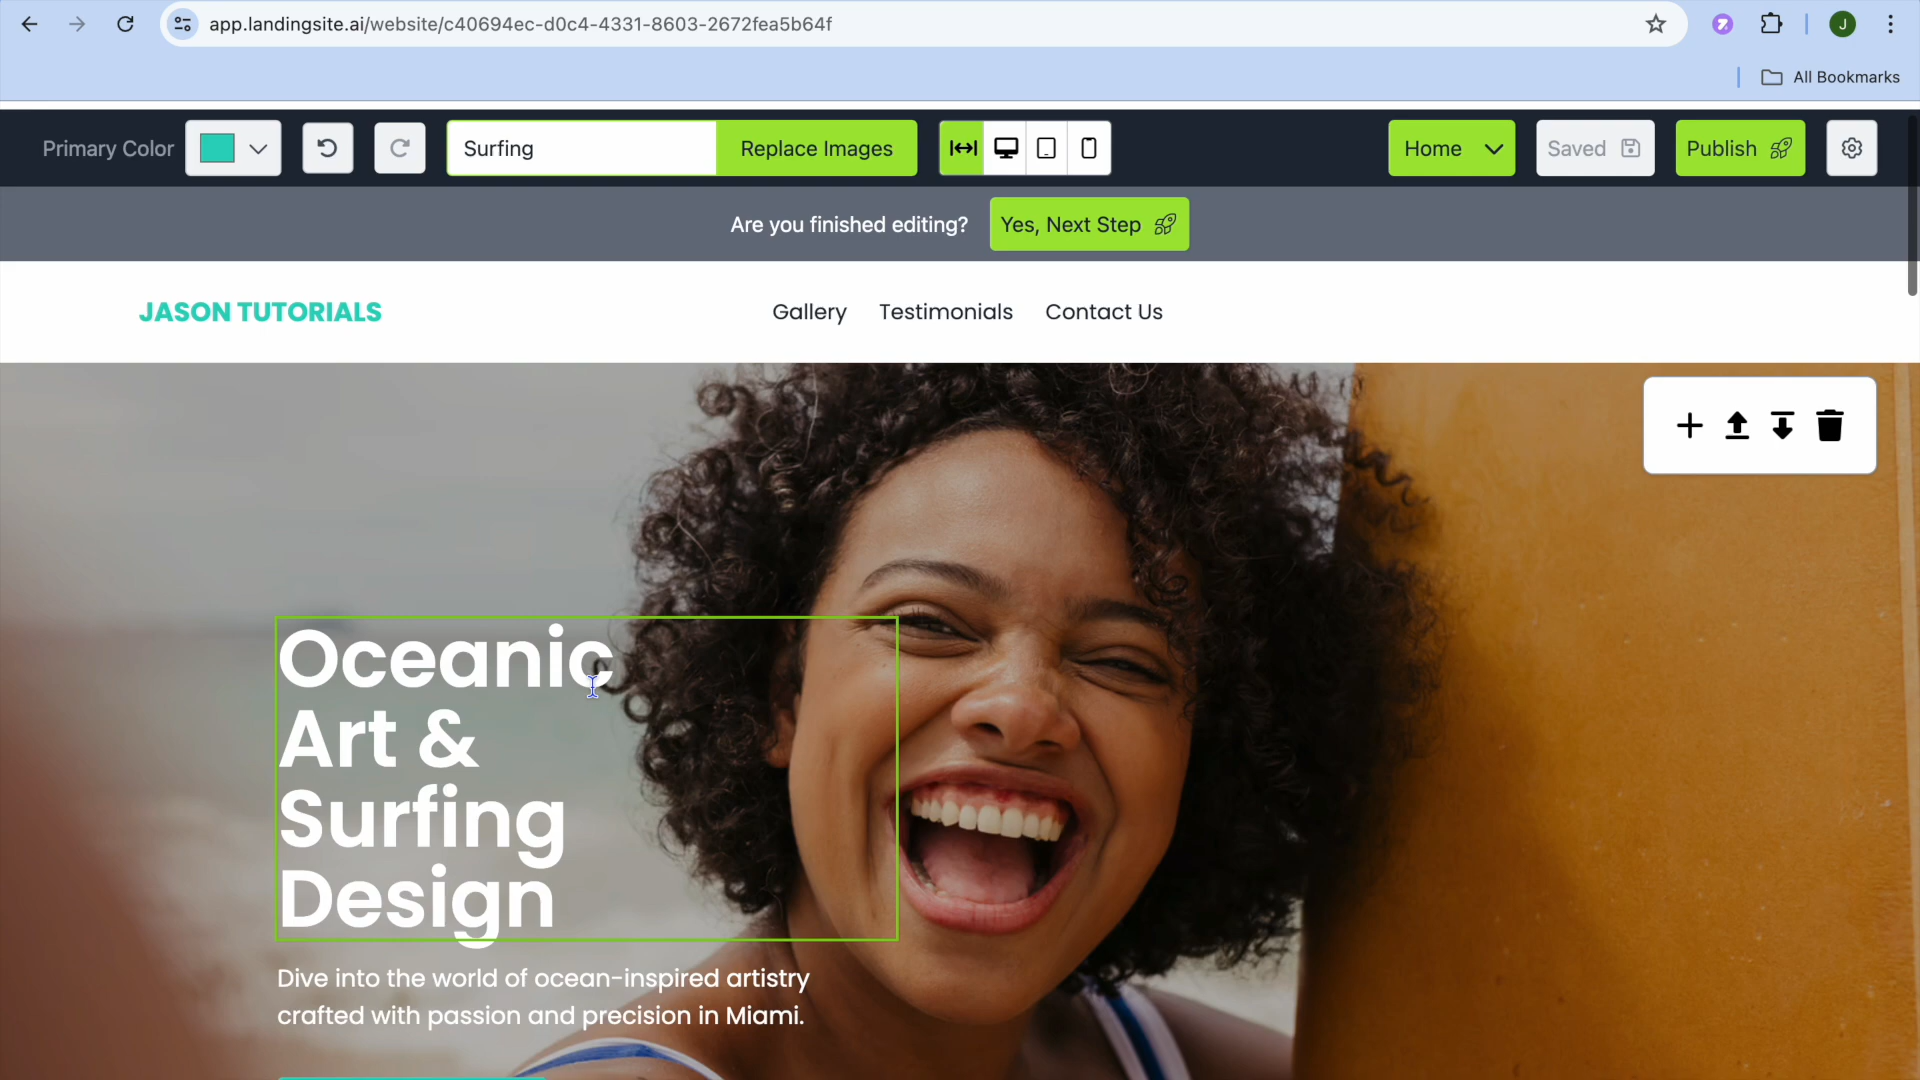 app.landingsite.ai/website/c40694ec-d0c4-4331-8603-2672fea5b64f
J
All Bookmarks
Primary Color
Surfing
Replace Images
Home
Saved
Publish
Are you finished editing?
Yes, Next Step
JASON TUTORIALS
Gallery
Testimonials
Contact Us
Oceanic
Art &
Surfing
Design
Dive into the world of ocean-inspired artistry
crafted with passion and precision in Miami.